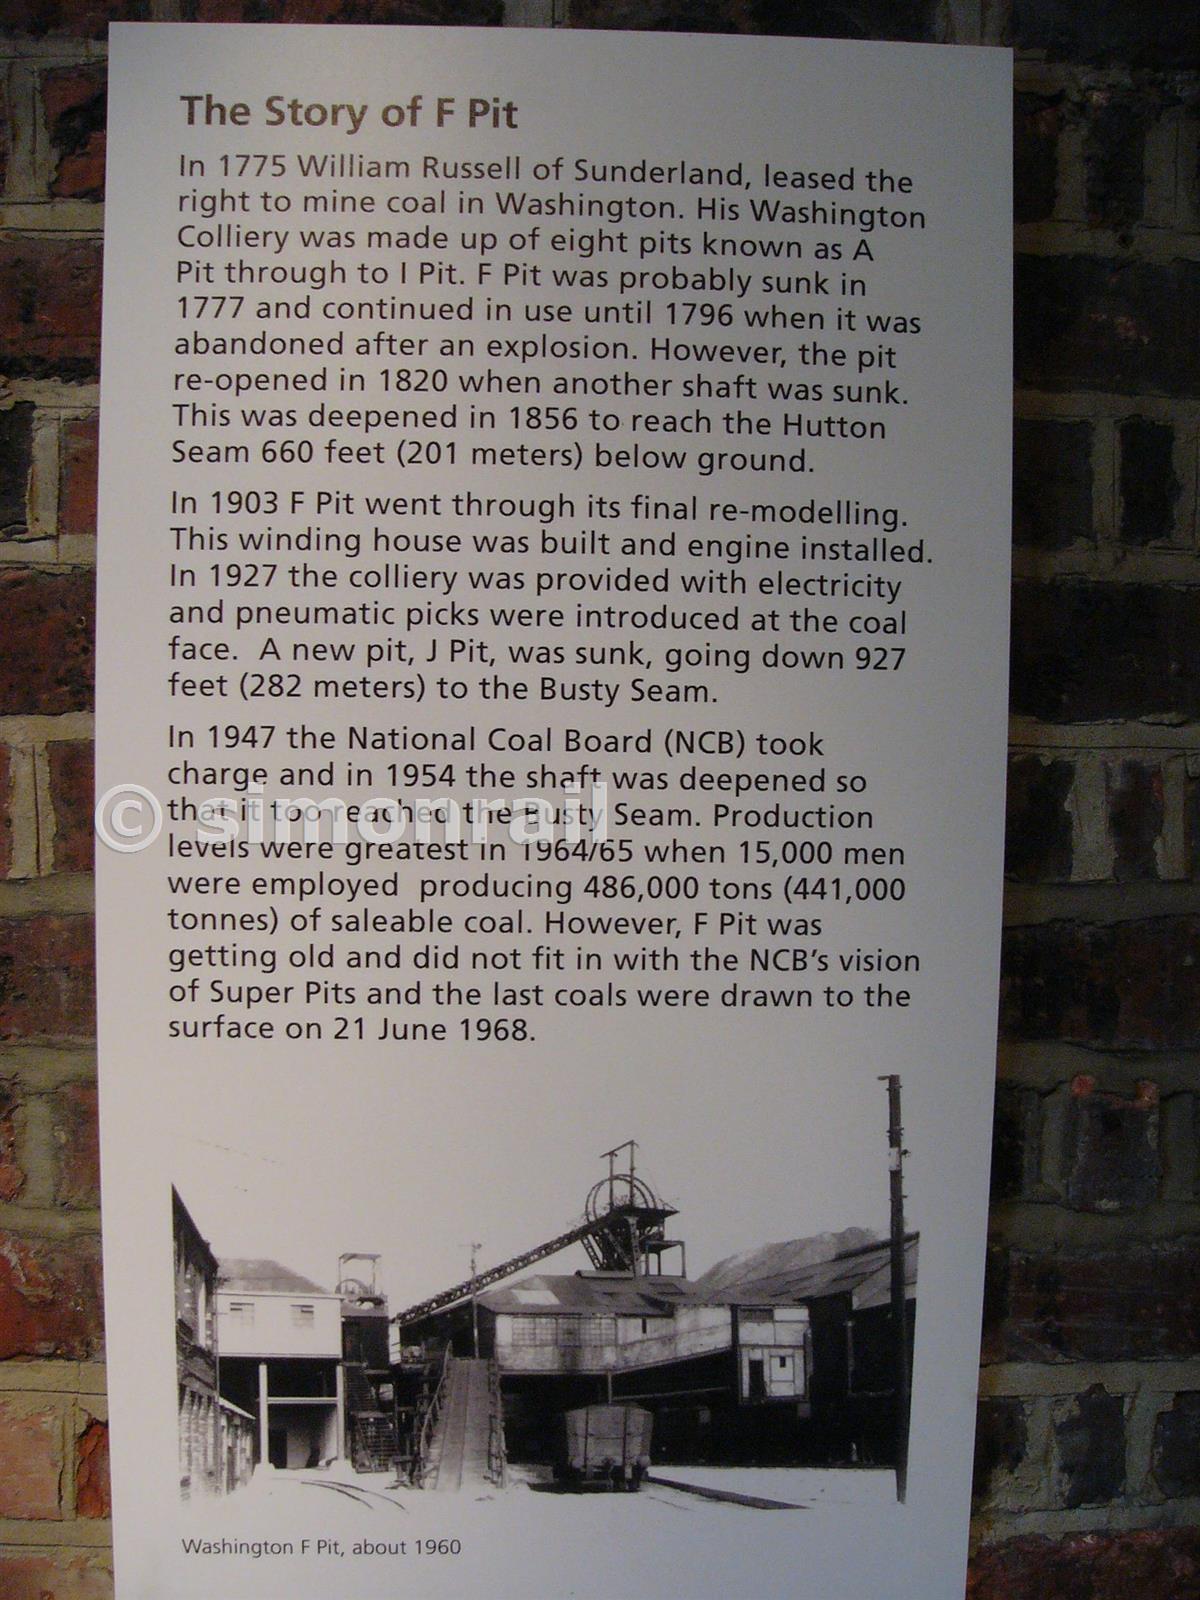 The Story of F Pit
In 1775 William Russell of Sunderland, leased the
right to mine coal in Washington. His Washington
Colliery was made up of eight pits known as A
Pit through to I Pit. F Pit was probably sunk in
1777 and continued in use until 1796 when it was
abandoned after an explosion. However, the pit
re-opened in 1820 when another shaft was sunk.
This was deepened in 1856 to reach the Hutton
Seam 660 feet (201 meters) below ground.
In 1903 F Pit went through its final re-modelling.
This winding house was built and engine installed.
In 1927 the colliery was provided with electricity
and pneumatic picks were introduced at the coal
face.  A new pit, J Pit, was sunk, going down 927
feet (282 meters) to the Busty Seam.
In 1947 the National Coal Board (NCB) took
charge and in 1954 the shaft was deepened so
that it too reached the Busty Seam. Production
levels were greatest in 1964/65 when 15,000 men
were employed  producing 486,000 tons (441,000
tonnes) of saleable coal. However, F Pit was
getting old and did not fit in with the NCB's vision
of Super Pits and the last coals were drawn to the
surface on 21 June 1968.
© simonrail
Washington F Pit, about 1960